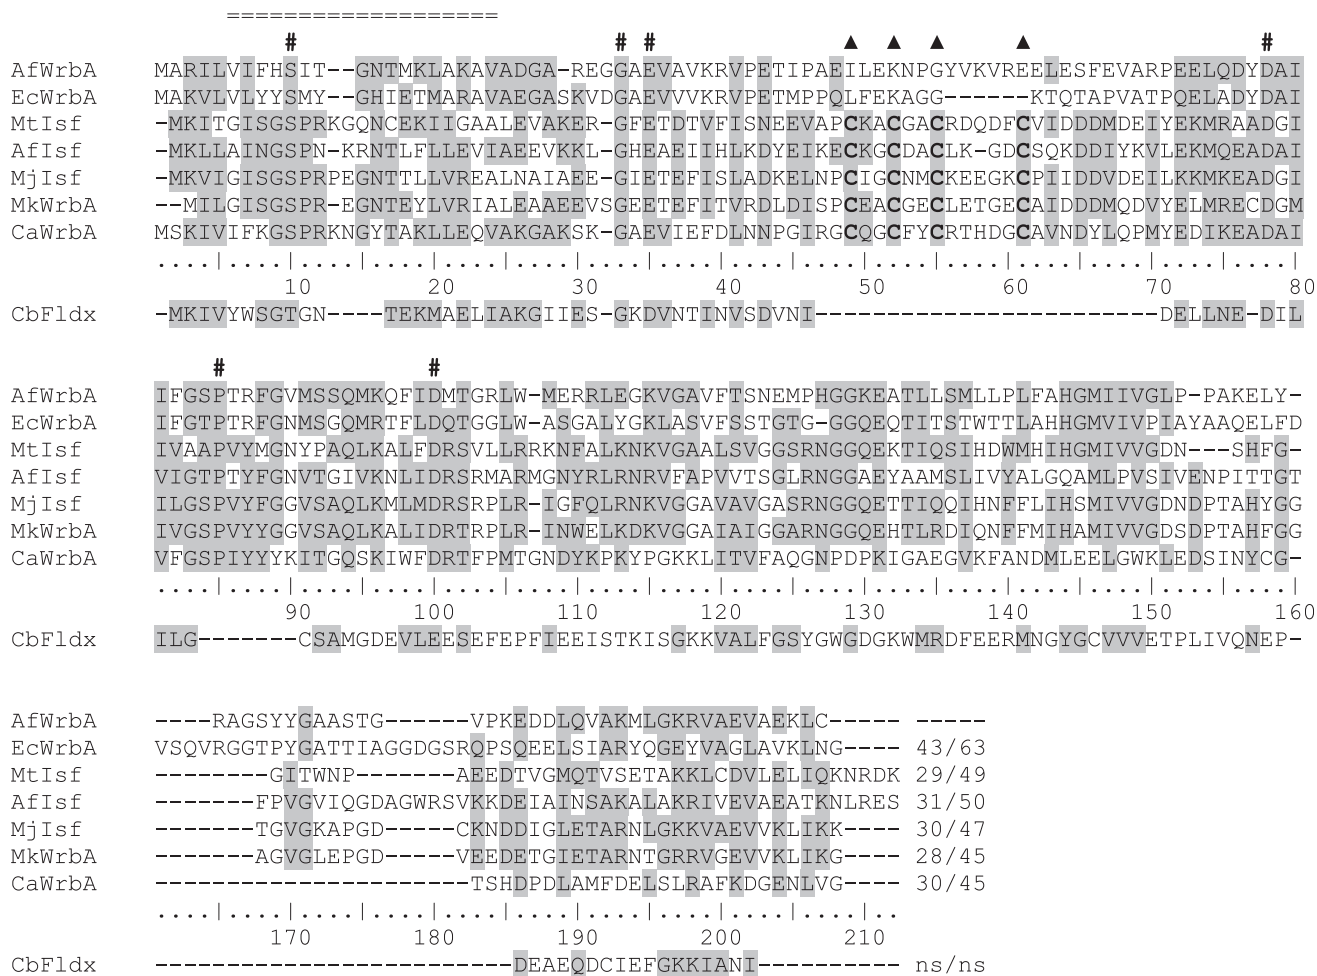 ==================
# # # ▲ ▲ ▲ ▲ #
AfWrbA MARILVIFHSIT--GNTMKLAKAVADGA-REGGAEVAVKRVPETIPAEILEKNPGYVKVREELESFEVARPEELQDYDAI
EcWrbA MAKVLVLYYSMY--GHIETMARAVAEGASKVDGAEVVVKRVPETMPPQLFEKAGG------KTQTAPVATPQELADYDAI
MtIsf -MKITGISGSPRKGQNCEKIIGAALEVAKER-GFETDTVFISNEEVAPCKACGACRDQDFCVIDDDMDEIYEKMRAADGI
AfIsf -MKLLAINGSPN-KRNTLFLLEVIAEEVKKL-GHEAEIIHLKDYEIKECKGCDACLK-GDCSQKDDIYKVLEKMQEADAI
MjIsf -MKVIGISGSPRPEGNTTLLVREALNAIAEE-GIETEFISLADKELNPCIGCNMCKEEGKCPIIDDVDEILKKMKEADGI
MkWrbA --MILGISGSPR-EGNTEYLVRIALEAAEEVSGEETEFITVRDLDISPCEACGECLETGECAIDDDMQDVYELMRECDGM
CaWrbA MSKIVIFKGSPRKNGYTAKLLEQVAKGAKSK-GAEVIEFDLNNPGIRGCQGCFYCRTHDGCAVNDYLQPMYEDIKEADAI
....|....|....|....|....|....|....|....|....|....|....|....|....|....|....|....|
10 20 30 40 50 60 70 80
CbFldx -MKIVYWSGTGN----TEKMAELIAKGIIES-GKDVNTINVSDVNI------------------------DELLNE-DIL
# #
AfWrbA IFGSPTRFGVMSSQMKQFIDMTGRLW-MERRLEGKVGAVFTSNEMPHGGKEATLLSMLLPLFAHGMIIVGLP-PAKELY-
EcWrbA IFGTPTRFGNMSGQMRTFLDQTGGLW-ASGALYGKLASVFSSTGTG-GGQEQTITSTWTTLAHHGMVIVPIAYAAQELFD
MtIsf IVAAPVYMGNYPAQLKALFDRSVLLRRKNFALKNKVGAALSVGGSRNGGQEKTIQSIHDWMHIHGMIVVGDN---SHFG-
AfIsf VIGTPTYFGNVTGIVKNLIDRSRMARMGNYRLRNRVFAPVVTSGLRNGGAEYAAMSLIVYALGQAMLPVSIVENPITTGT
MjIsf ILGSPVYFGGVSAQLKMLMDRSRPLR-IGFQLRNKVGGAVAVGASRNGGQETTIQQIHNFFLIHSMIVVGDNDPTAHYGG
MkWrbA IVGSPVYYGGVSAQLKALIDRTRPLR-INWELKDKVGGAIAIGGARNGGQEHTLRDIQNFFMIHAMIVVGDSDPTAHFGG
CaWrbA VFGSPIYYYKITGQSKIWFDRTFPMTGNDYKPKYPGKKLITVFAQGNPDPKIGAEGVKFANDMLEELGWKLEDSINYCG-
....|....|....|....|....|....|....|....|....|....|....|....|....|....|....|....|
90 100 110 120 130 140 150 160
CbFldx ILG-------CSAMGDEVLEESEFEPFIEEISTKISGKKVALFGSYGWGDGKWMRDFEERMNGYGCVVVETPLIVQNEP-
AfWrbA ----RAGSYYGAASTG------VPKEDDLQVAKMLGKRVAEVAEKLC----- -----
EcWrbA VSQVRGGTPYGATTIAGGDGSRQPSQEELSIARYQGEYVAGLAVKLNG---- 43/63
MtIsf --------GITWNP-------AEEDTVGMQTVSETAKKLCDVLELIQKNRDK 29/49
AfIsf -------FPVGVIQGDAGWRSVKKDEIAINSAKALAKRIVEVAEATKNLRES 31/50
MjIsf -------TGVGKAPGD-----CKNDDIGLETARNLGKKVAEVVKLIKK---- 30/47
MkWrbA -------AGVGLEPGD-----VEEDETGIETARNTGRRVGEVVKLIKG---- 28/45
CaWrbA ----------------------TSHDPDLAMFDELSLRAFKDGENLVG---- 30/45
....|....|....|....|....|....|....|....|....|....|..
170 180 190 200 210
CbFldx -------------------------DEAEQDCIEFGKKIANI---------- ns/ns